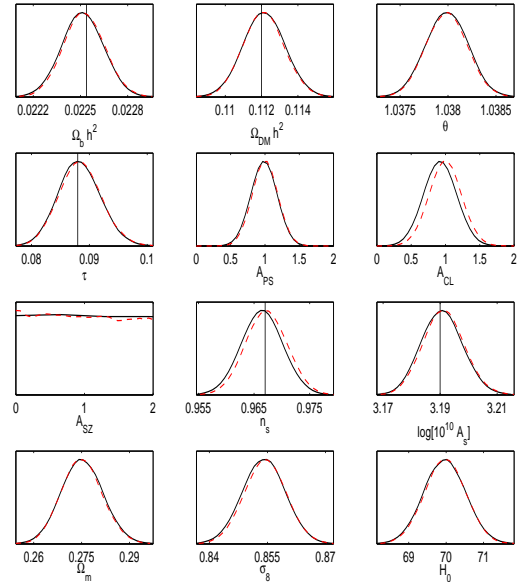 0.0222 0.0225 0.0228 0.11 0.112 0.114 1.0375 1.038 1.0385
Ω_b h² Ω_DM h² θ
0.08 0.09 0.1 0 0.5 1 1.5 2 0 0.5 1 1.5 2
τ A_PS A_CL
0 1 2 0.955 0.965 0.975 3.17 3.19 3.21
A_SZ n_s log[10¹⁰ A_s]
0.26 0.275 0.29 0.84 0.855 0.87 69 70 71
Ω_m σ_8 H_0